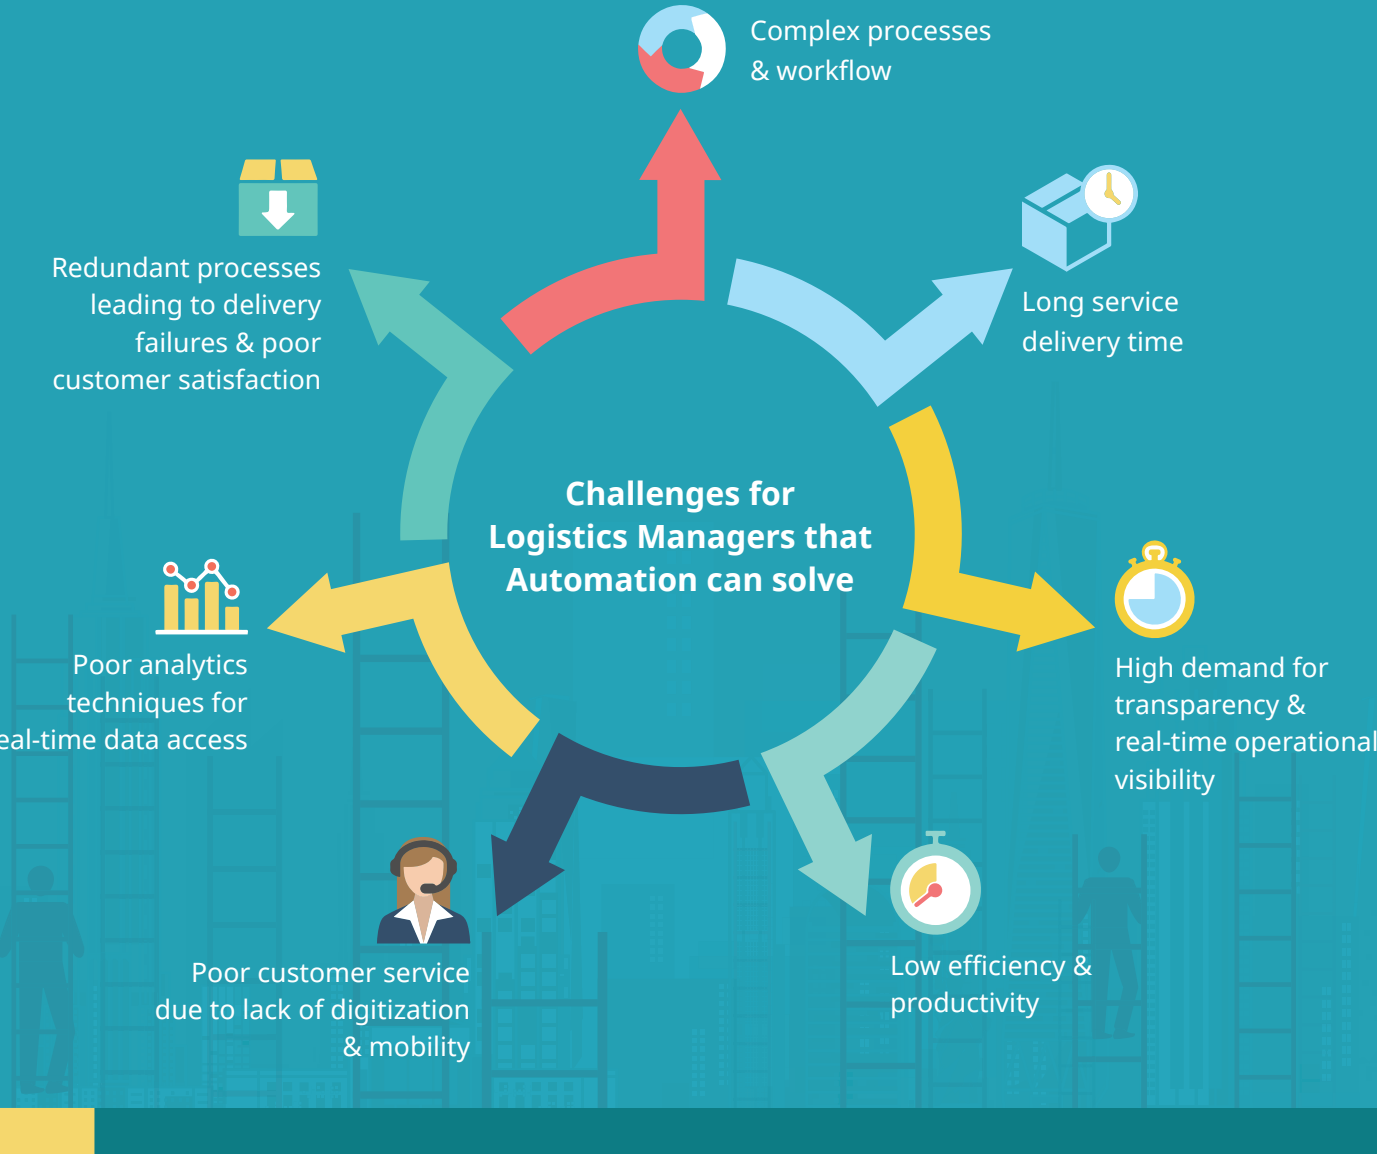 Complex processes
& workflow
Long service
delivery time
High demand for
transparency &
real-time operational
visibility
Low efficiency &
productivity
Poor customer service
due to lack of digitization
& mobility
Poor analytics
techniques for
eal-time data access
Redundant processes
leading to delivery
failures & poor
customer satisfaction
Challenges for
Logistics Managers that
Automation can solve